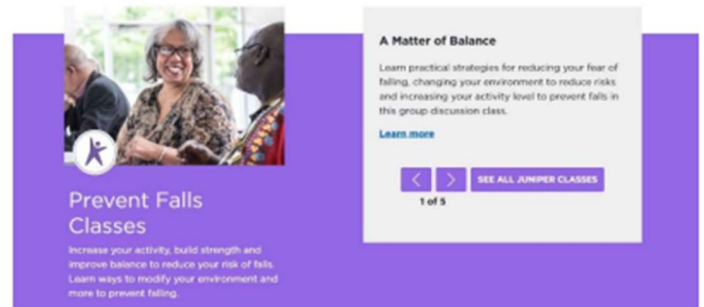 Prevent Falls
Classes
Increase your activity, build strength and
improve balance to reduce your risk of falls.
Learn ways to modify your environment and
more to prevent falling.
A Matter of Balance
Learn practical strategies for reducing your fear of
falling, changing your environment to reduce risks
and increasing your activity level to prevent falls in
this group discussion class.
Learn more
SEE ALL JUNIPER CLASSES
1 of 5